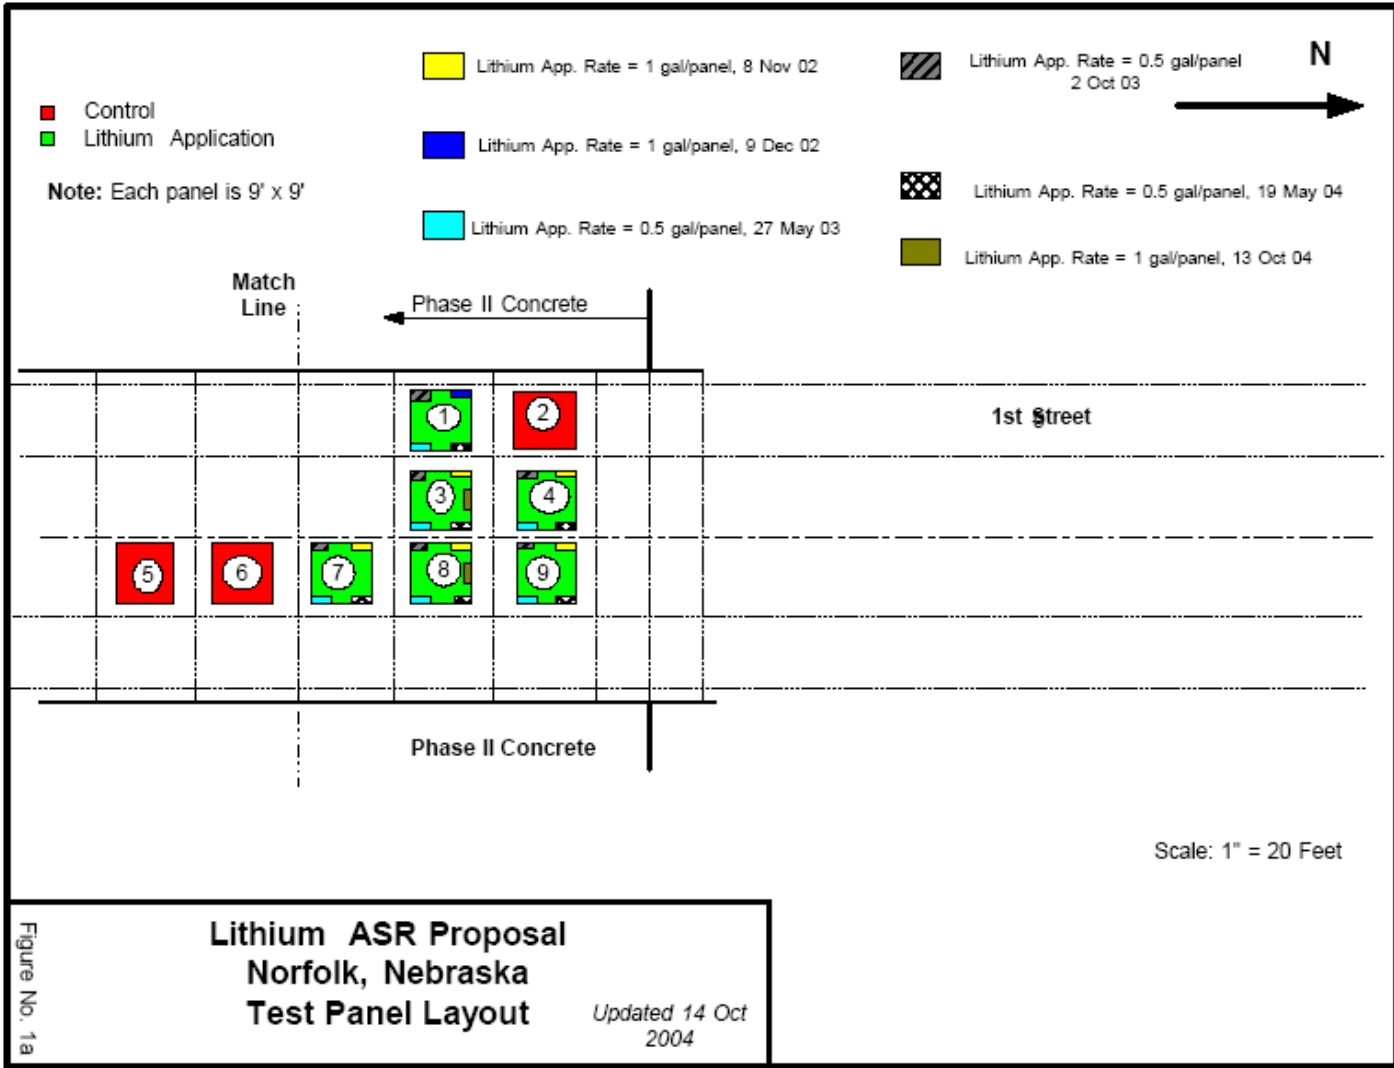 Lithium App. Rate = 1 gal/panel, 8 Nov 02
Lithium App. Rate = 0.5 gal/panel
2 Oct 03
N
Control
Lithium Application
Lithium App. Rate = 1 gal/panel, 9 Dec 02
Note: Each panel is 9' x 9'
Lithium App. Rate = 0.5 gal/panel, 19 May 04
Lithium App. Rate = 0.5 gal/panel, 27 May 03
Lithium App. Rate = 1 gal/panel, 13 Oct 04
Match
Line
Phase II Concrete
1
2
1st Street
3
4
5
6
7
8
9
Phase II Concrete
Scale: 1" = 20 Feet
Figure No. 1a
Lithium ASR Proposal
Norfolk, Nebraska
Test Panel Layout
Updated 14 Oct
2004